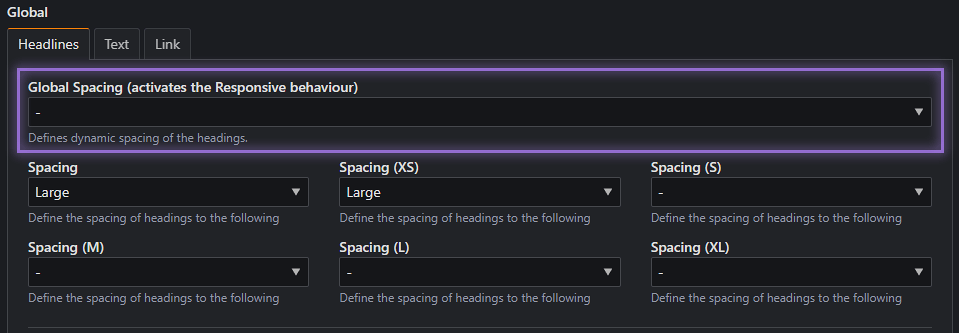 Global
Headlines Text Link
Global Spacing (activates the Responsive behaviour)
-
Defines dynamic spacing of the headings.
Spacing Spacing (XS) Spacing (S)
Large Large -
Define the spacing of headings to the following Define the spacing of headings to the following Define the spacing of headings to the following
Spacing (M) Spacing (L) Spacing (XL)
- - -
Define the spacing of headings to the following Define the spacing of headings to the following Define the spacing of headings to the following